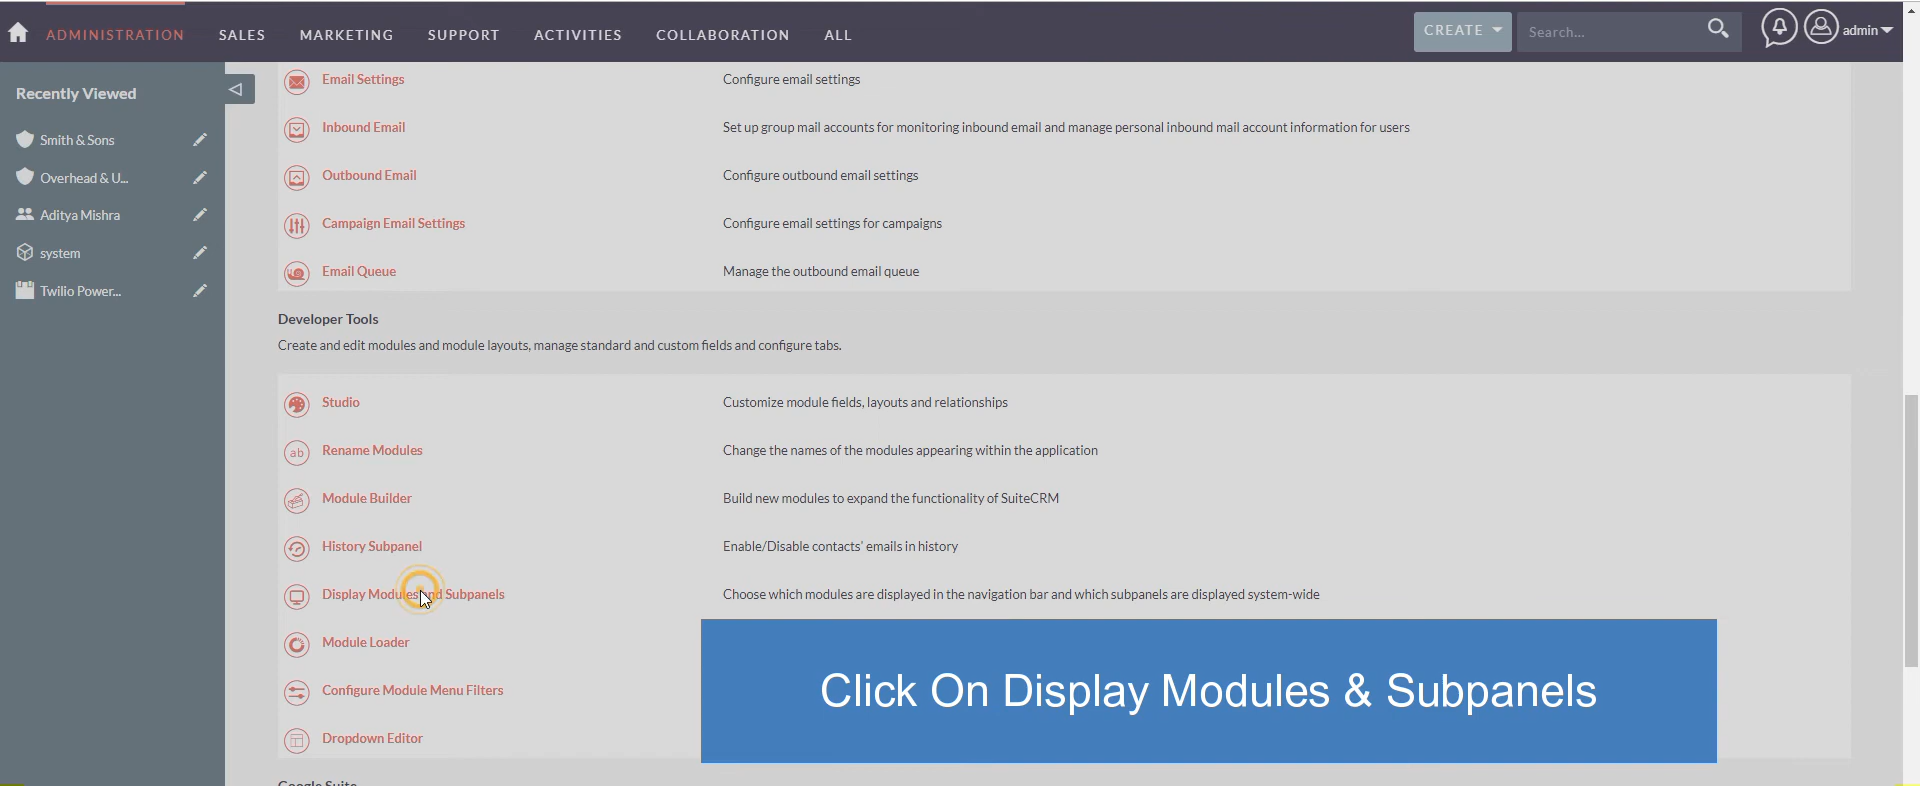 ADMINISTRATION SALES MARKETING SUPPORT ACTIVITIES COLLABORATION ALL CREATE Search... admin
Recently Viewed
Smith & Sons
Overhead & U...
Aditya Mishra
system
Twilio Power...
Email Settings Configure email settings
Inbound Email Set up group mail accounts for monitoring inbound email and manage personal inbound mail account information for users
Outbound Email Configure outbound email settings
Campaign Email Settings Configure email settings for campaigns
Email Queue Manage the outbound email queue
Developer Tools
Create and edit modules and module layouts, manage standard and custom fields and configure tabs.
Studio Customize module fields, layouts and relationships
ab Rename Modules Change the names of the modules appearing within the application
Module Builder Build new modules to expand the functionality of SuiteCRM
History Subpanel Enable/Disable contacts' emails in history
Display Modules and Subpanels Choose which modules are displayed in the navigation bar and which subpanels are displayed system-wide
Module Loader
Configure Module Menu Filters
Dropdown Editor
Click On Display Modules & Subpanels
Google Suite